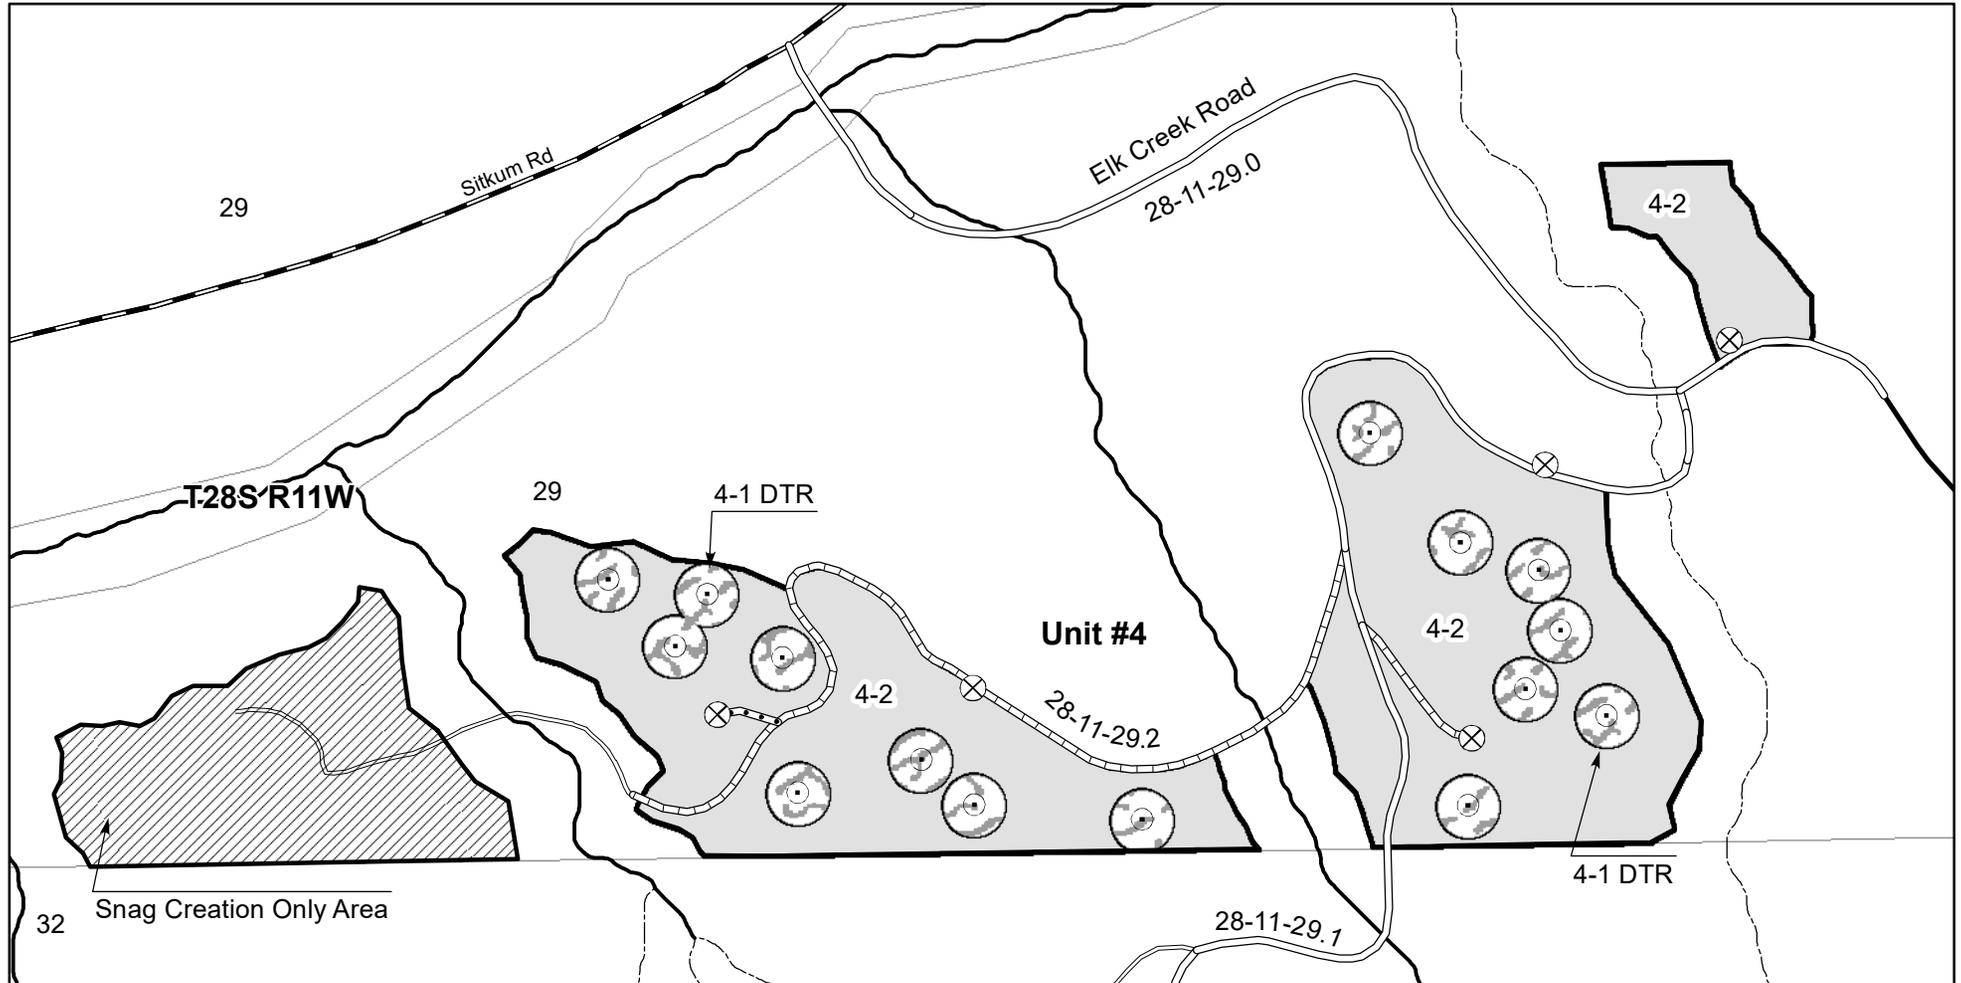 Sitkum Rd
29
Elk Creek Road
28-11-29.0
4-2
T28S R11W
29
4-1 DTR
Unit #4
4-2
4-2
28-11-29.2
4-1 DTR
Snag Creation Only Area
32
28-11-29.1